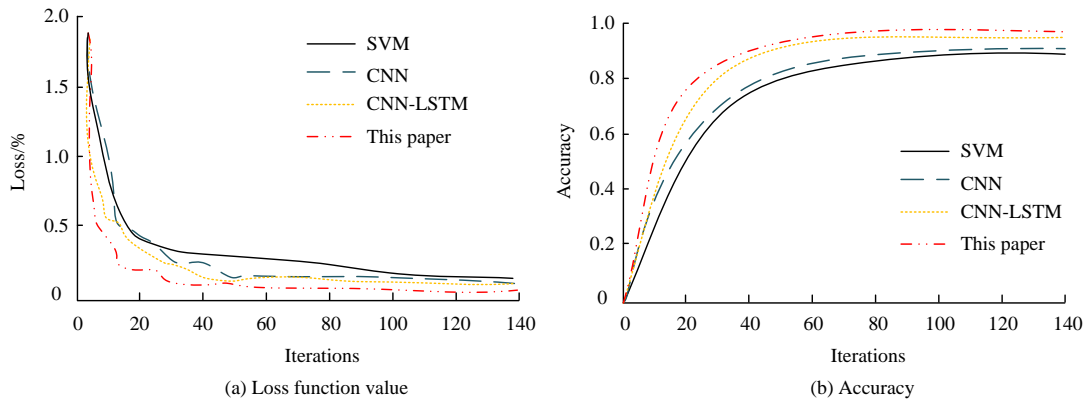 2.0
1.5
1.0
0.5
0
Loss/%
SVM
CNN
CNN-LSTM
This paper
0 20 40 60 80 100 120 140
Iterations
(a) Loss function value
1.0
0.8
0.6
0.4
0.2
0
Accuracy
SVM
CNN
CNN-LSTM
This paper
0 20 40 60 80 100 120 140
Iterations
(b) Accuracy